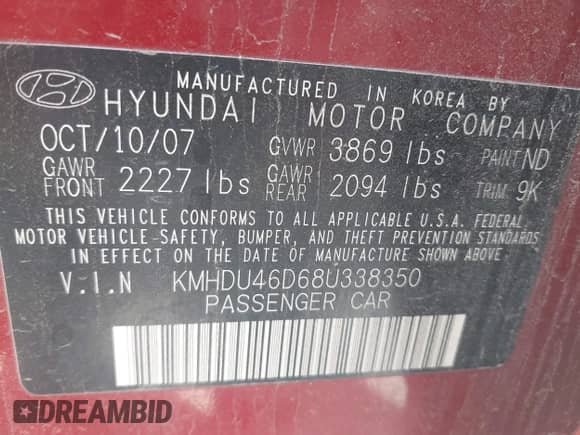 MANUFACTURED IN KOREA BY
HYUNDAI MOTOR COMPANY
OCT/10/07 GVWR 3869 lbs PAINT ND
GAWR FRONT 2227 lbs GAWR REAR 2094 lbs TRIM 9K
THIS VEHICLE CONFORMS TO ALL APPLICABLE U.S.A. FEDERAL
MOTOR VEHICLE-SAFETY, BUMPER, AND THEFT PREVENTION STANDARDS
IN EFFECT ON THE DATE OF MANUFACTURE SHOWN ABOVE.
V.I.N KMHDU46D68U338350
PASSENGER CAR
DREAMBID